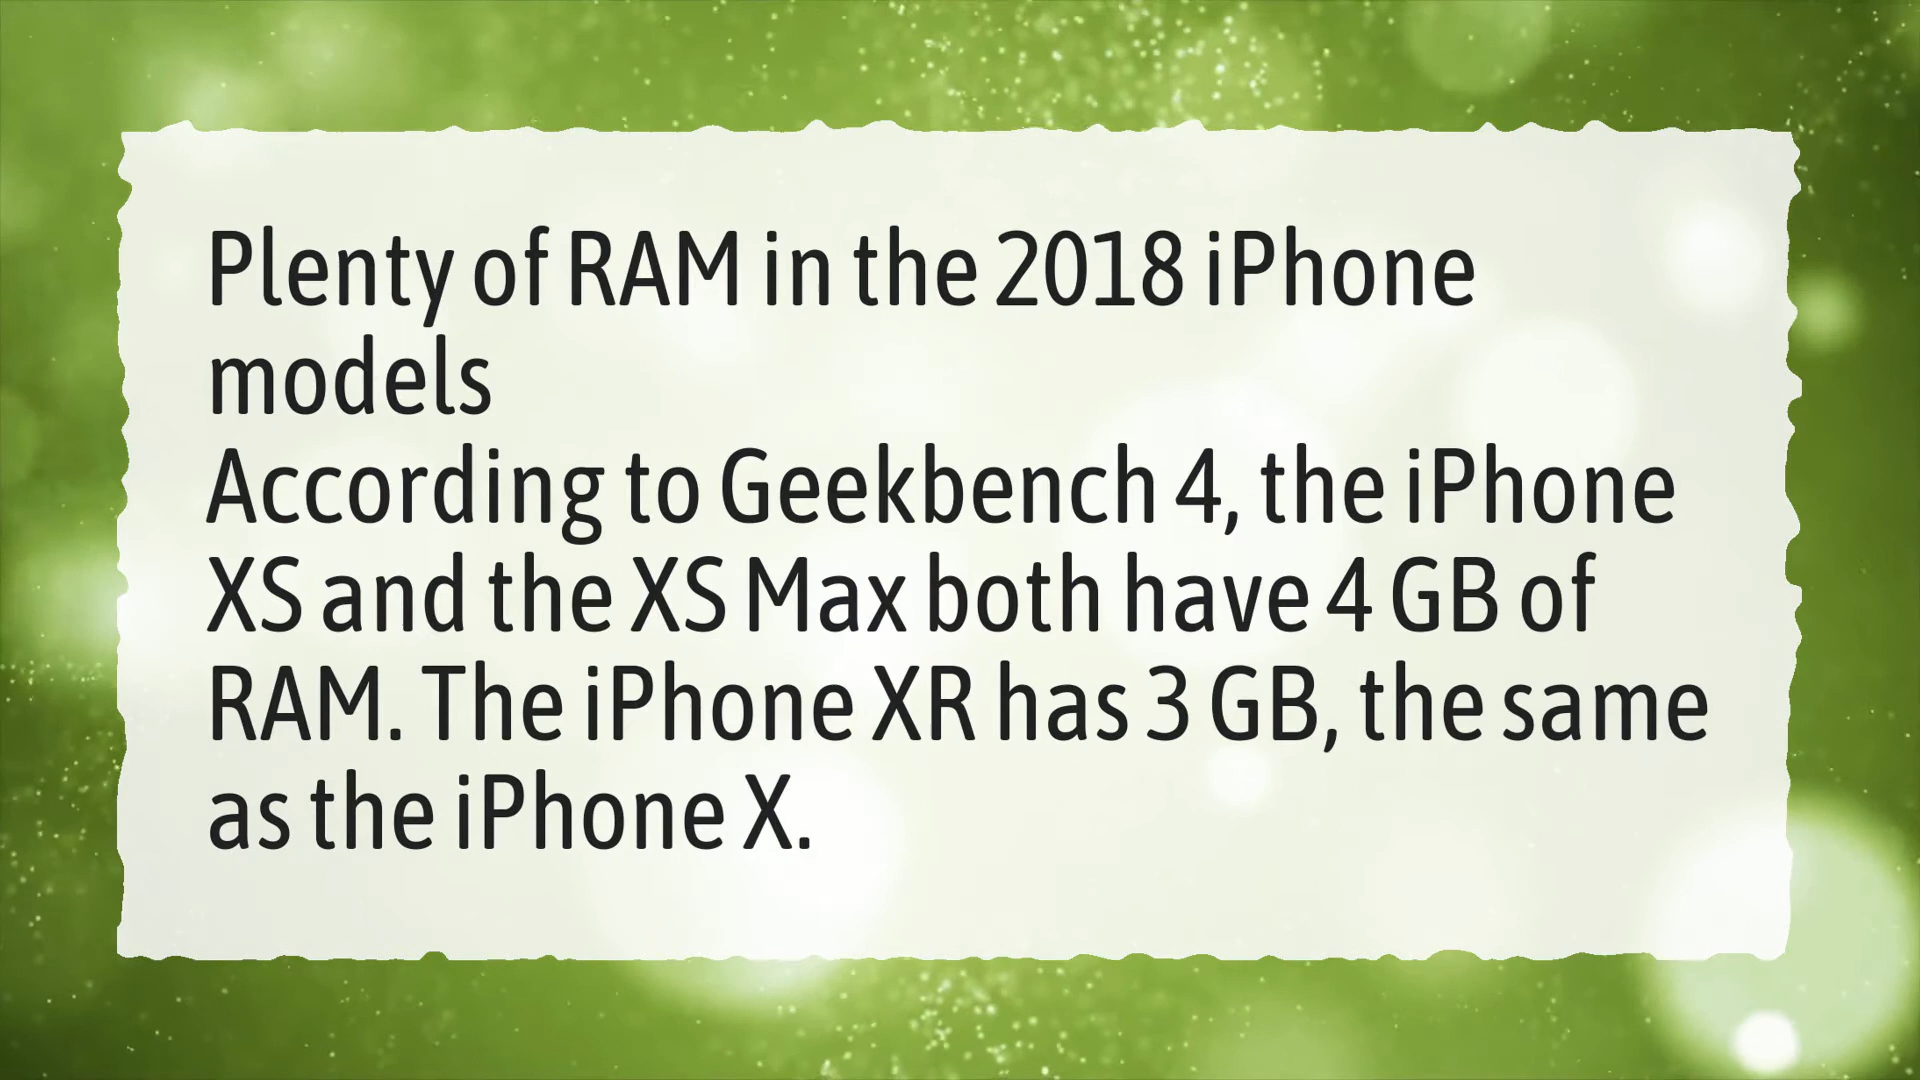 Plenty of RAM in the 2018 iPhone
models
According to Geekbench 4, the iPhone
XS and the XS Max both have 4 GB of
RAM. The iPhone XR has 3 GB, the same
as the iPhone X.